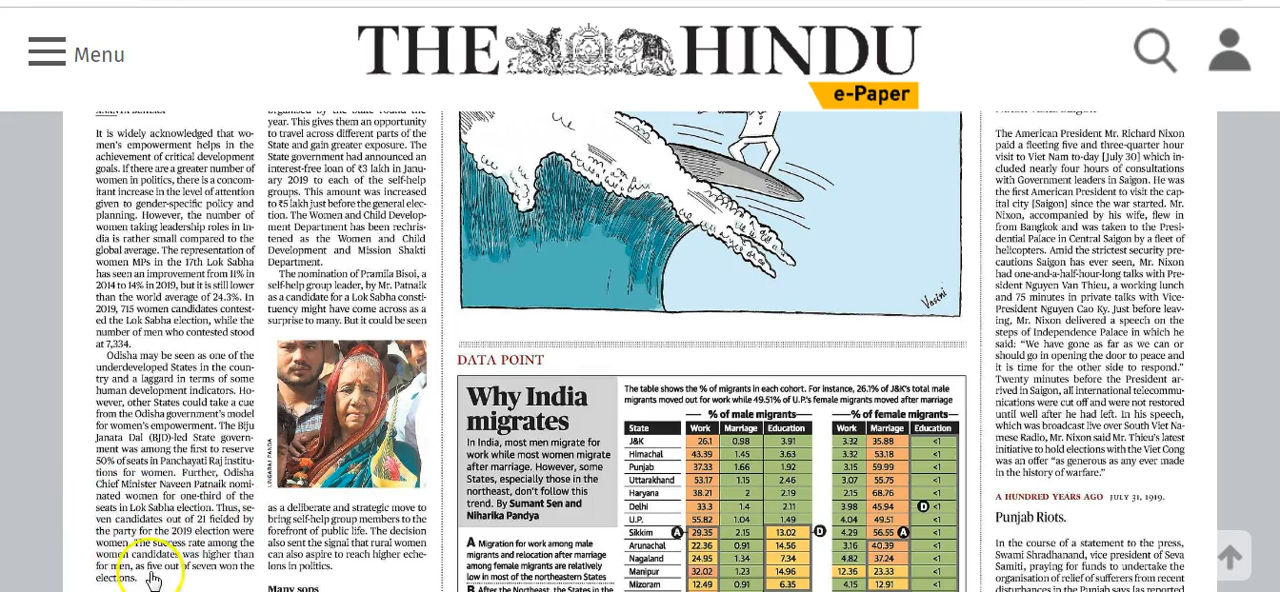 Menu
THE HINDU
e-Paper
It is widely acknowledged that wo-
men's empowerment helps in the
achievement of critical development
goals. If there are a greater number of
women in politics, there is a concom-
itant increase in the level of attention
given to gender-specific policy and
planning. However, the number of
women taking leadership roles in In-
dia is rather small compared to the
global average. The representation of
women MPs in the 17th Lok Sabha
has seen an improvement from 11% in
2014 to 14% in 2019, but it is still lower
than the world average of 24.3%. In
2019, 715 women candidates contest-
ed the Lok Sabha election, while the
number of men who contested stood
at 7,334.
Odisha may be seen as one of the
underdeveloped States in the coun-
try and a laggard in terms of some
human development indicators. Ho-
wever, other States could take a
cue from the Odisha government's model
for women's empowerment. The Biju
Janata Dal (BJD)-led State govern-
ment was among the first to reserve
50% of seats in Panchayati Raj institu-
tions for women. Further, Odisha
Chief Minister Naveen Patnaik nomi-
nated women for one-third of the
seats in Lok Sabha election. Thus, se-
ven candidates out of 21 fielded by
the party for the 2019 election were
women. The success rate among the
women candidates was higher than
for men, as five out of seven won the
elections.
year. This gives them an opportunity
to travel across different parts of the
State and gain greater exposure. The
State government had announced an
interest-free loan of ₹3 lakh in Janu-
ary 2019 to each of the self-help
groups. This amount was increased
to ₹5 lakh just before the general elec-
tion. The Women and Child Develop-
ment Department has been rechris-
tened as the Women and Child
Development and Mission Shakti
Department.
The nomination of Pramila Bisoi, a
self-help group leader, by Mr. Patnaik
as a candidate for a Lok Sabha consti-
tuency might have come across as a
surprise to many. But it could be seen
as a deliberate and strategic move to
bring self-help group members to the
forefront of public life. The decision
also sent the signal that rural women
can also aspire to reach higher eche-
lons in politics.
Many sons
Vasini
DATA POINT
Why India
migrates
In India, most men migrate for
work while most women migrate
after marriage. However, some
States, especially those in the
northeast, don't follow this
trend. By Sumant Sen and
Niharika Pandya
A Migration for work among male
migrants and relocation after marriage
among female migrants are relatively
low in most of the northeastern States
B After the Northeast, the States in the
The table shows the % of migrants in each cohort. For instance, 26.1% of J&K's total male
migrants moved out for work while 49.51% of U.P.'s female migrants moved after marriage
% of male migrants % of female migrants
State Work Marriage Education Work Marriage Education
J&K 26.1 0.98 3.91 3.32 35.88 <1
Himachal 43.39 1.45 3.63 3.32 53.18 <1
Punjab 37.33 1.66 1.92 3.15 59.99 <1
Uttarakhand 53.17 1.15 2.46 3.07 55.75 <1
Haryana 38.21 2 2.19 2.15 68.76 <1
Delhi 33.3 1.4 2.11 3.98 45.94 D <1
U.P. 55.82 1.04 1.49 4.04 49.51 <1
Sikkim A 29.35 2.15 13.02 D 4.29 56.55 A <1
Arunachal 22.36 0.91 14.56 3.16 40.39 <1
Nagaland 24.95 1.34 7.34 4.82 37.24 <1
Manipur 32.02 1.23 14.96 12.36 23.33 <1
Mizoram 12.49 0.91 6.35 4.15 12.91 <1
The American President Mr. Richard Nixon
paid a fleeting five and three-quarter hour
visit to Viet Nam to-day [July 30] which in-
cluded nearly four hours of consultations
with Government leaders in Saigon. He was
the first American President to visit the cap-
ital city [Saigon] since the war started. Mr.
Nixon, accompanied by his wife, flew in
from Bangkok and was taken to the Presi-
dential Palace in Central Saigon by a fleet of
helicopters. Amid the strictest security pre-
cautions Saigon has ever seen, Mr. Nixon
had one-and-a-half-hour-long talks with Pre-
sident Nguyen Van Thieu, a working lunch
and 75 minutes in private talks with Vice-
President Nguyen Cao Ky. Just before leav-
ing, Mr. Nixon delivered a speech on the
steps of Independence Palace in which he
said: "We have gone as far as we can or
should go in opening the door to peace and
it is time for the other side to respond."
Twenty minutes before the President ar-
rived in Saigon, all international telecommu-
nications were cut off and were not restored
until well after he had left. In his speech,
which was broadcast live over South Viet Na-
mese Radio, Mr. Nixon said Mr. Thieu's latest
initiative to hold elections with the Viet Cong
was an offer "as generous as any ever made
in the history of warfare."
A HUNDRED YEARS AGO JULY 31, 1919.
Punjab Riots.
In the course of a statement to the press,
Swami Shradhanand, vice president of Seva
Samiti, praying for funds to undertake the
organisation of relief of sufferers from recent
disturbances in the Punjab says [as reported